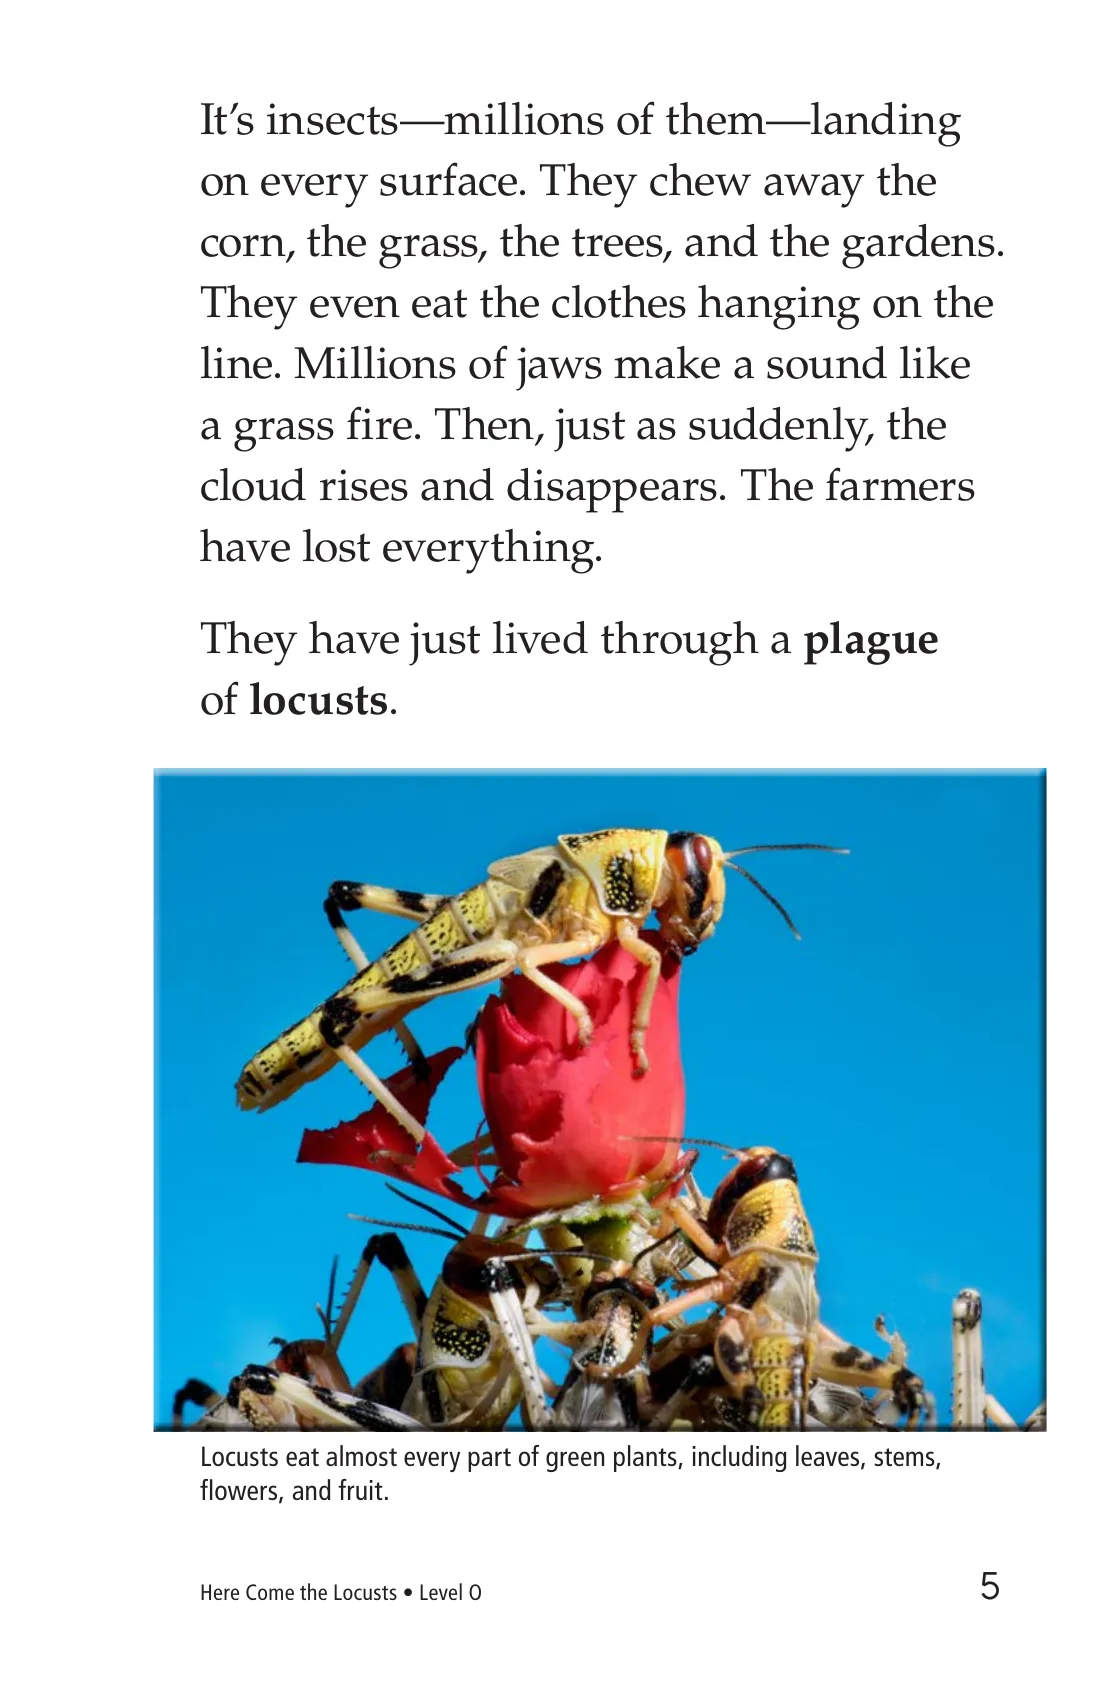 It’s insects—millions of them—landing
on every surface. They chew away the
corn, the grass, the trees, and the gardens.
They even eat the clothes hanging on the
line. Millions of jaws make a sound like
a grass fire. Then, just as suddenly, the
cloud rises and disappears. The farmers
have lost everything.
They have just lived through a plague
of locusts.
Locusts eat almost every part of green plants, including leaves, stems,
flowers, and fruit.
Here Come the Locusts • Level O
5